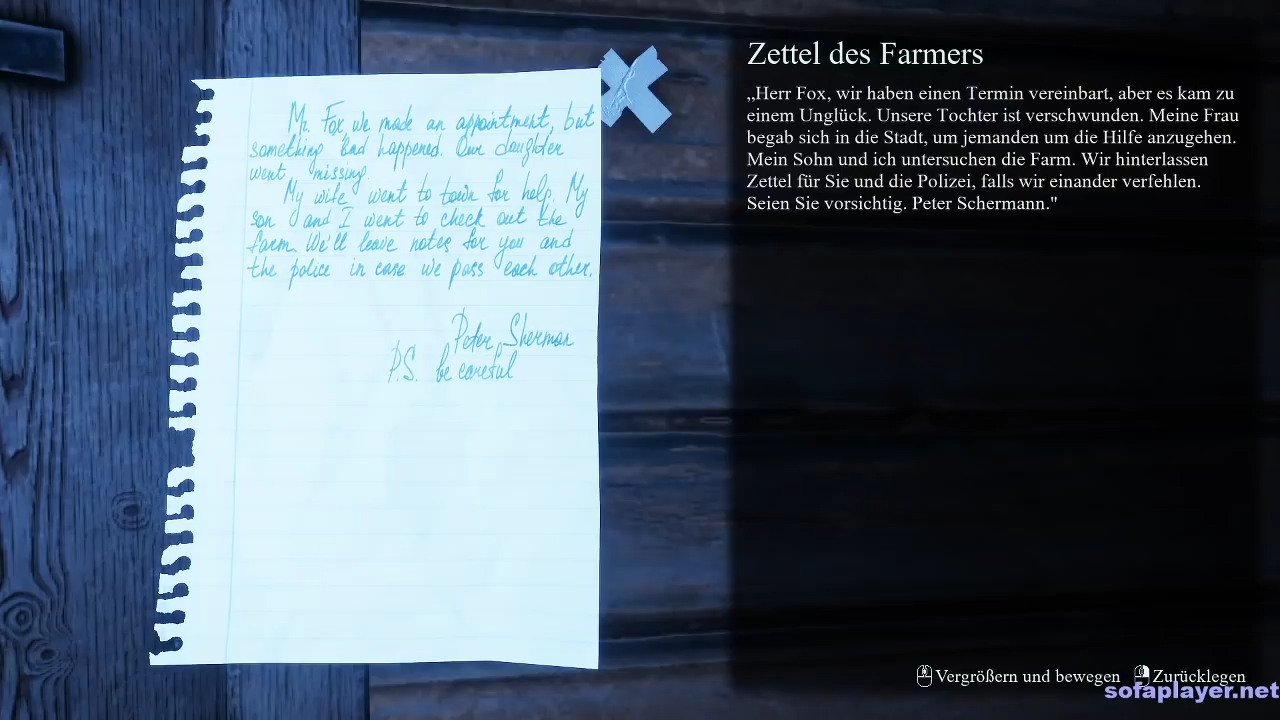 Mr. Fox, we made an appointment, but
something bad happened. Our daughter
went missing.
My wife went to town for help. My
son and I went to check out the
farm. We'll leave notes for you and
the police in case we pass each other.
Peter Sherman
P.S. be careful
Zettel des Farmers
„Herr Fox, wir haben einen Termin vereinbart, aber es kam zu
einem Unglück. Unsere Tochter ist verschwunden. Meine Frau
begab sich in die Stadt, um jemanden um die Hilfe anzugehen.
Mein Sohn und ich untersuchen die Farm. Wir hinterlassen
Zettel für Sie und die Polizei, falls wir einander verfehlen.
Seien Sie vorsichtig. Peter Schermann."
Vergrößern und bewegen Zurücklegen
sofaplayer.net